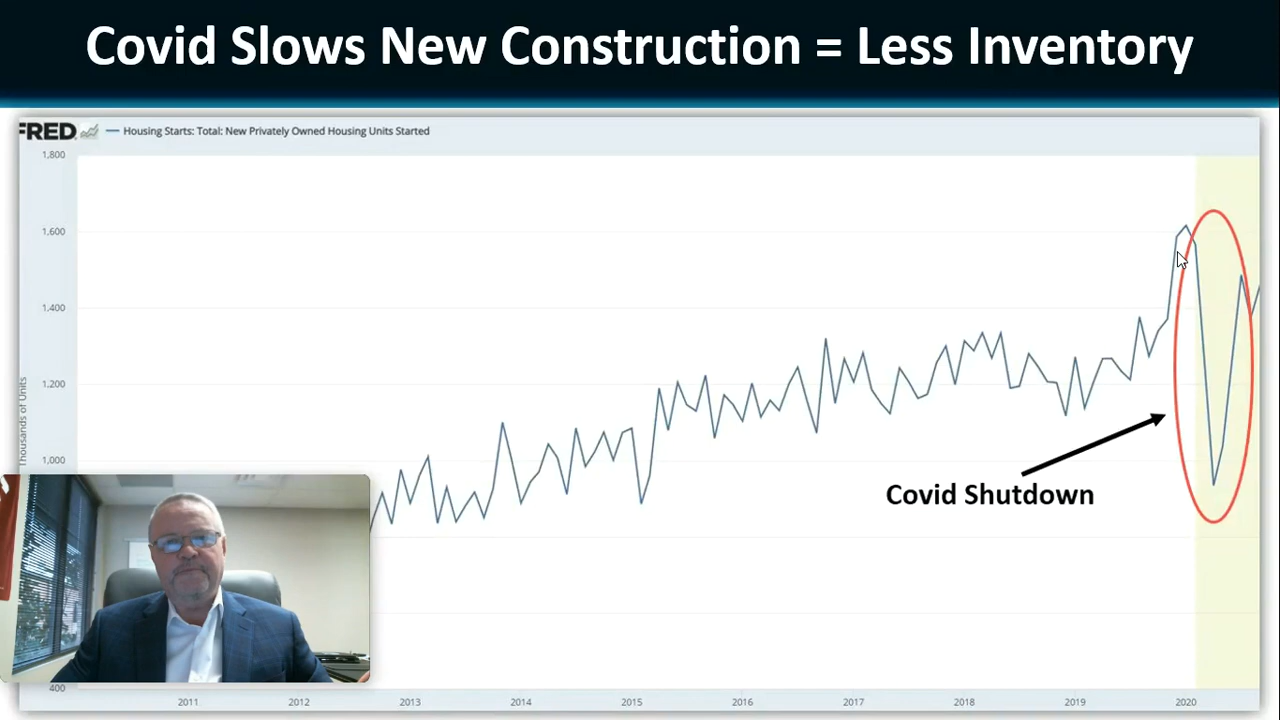 Covid Slows New Construction = Less Inventory
FRED
Housing Starts: Total: New Privately Owned Housing Units Started
1,800
1,600
1,400
1,200
1,000
400
Thousands of Units
Covid Shutdown
2011 2012 2013 2014 2015 2016 2017 2018 2019 2020